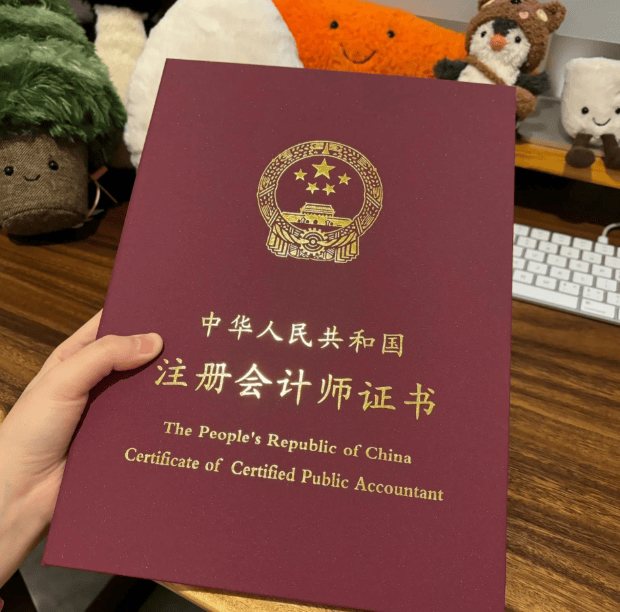 中华人民共和国
注册会计师证书
The People's Republic of China
Certificate of Certified Public Accountant